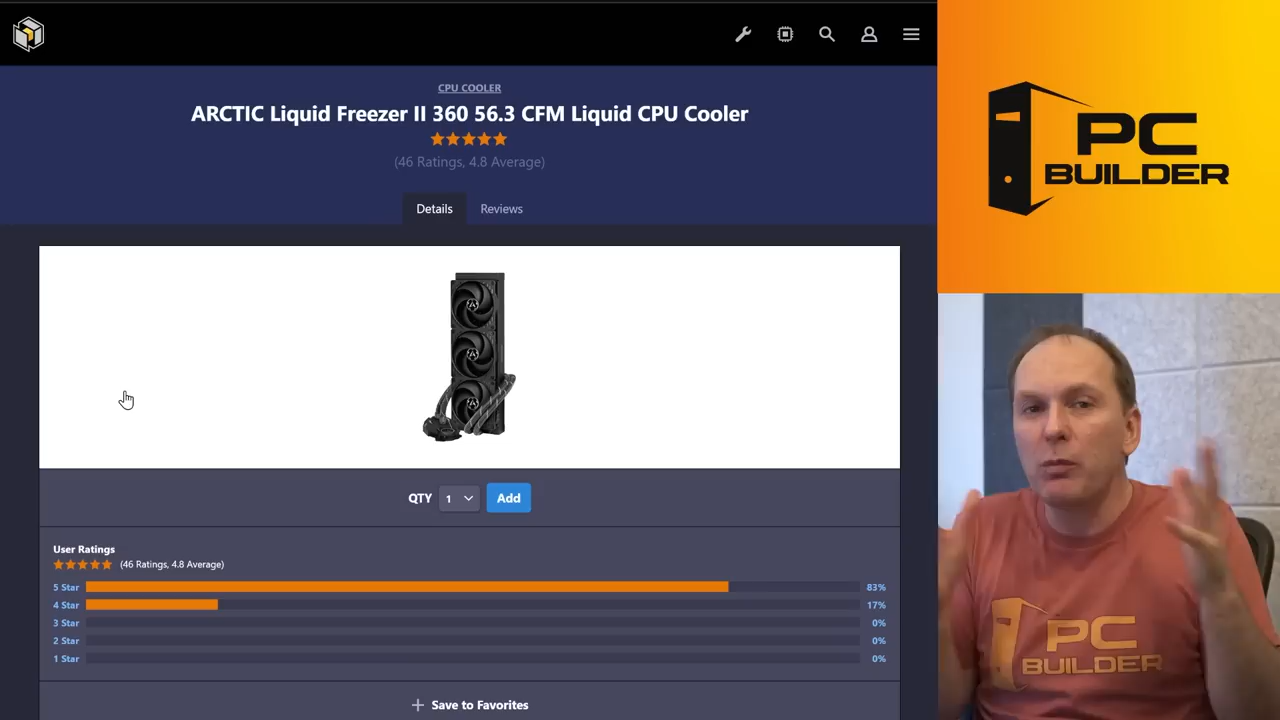 CPU COOLER
ARCTIC Liquid Freezer II 360 56.3 CFM Liquid CPU Cooler
(46 Ratings, 4.8 Average)
Details
Reviews
QTY
1
Add
User Ratings
(46 Ratings, 4.8 Average)
5 Star
83%
4 Star
17%
3 Star
0%
2 Star
0%
1 Star
0%
+ Save to Favorites
PC
BUILDER
PC
BUILDER